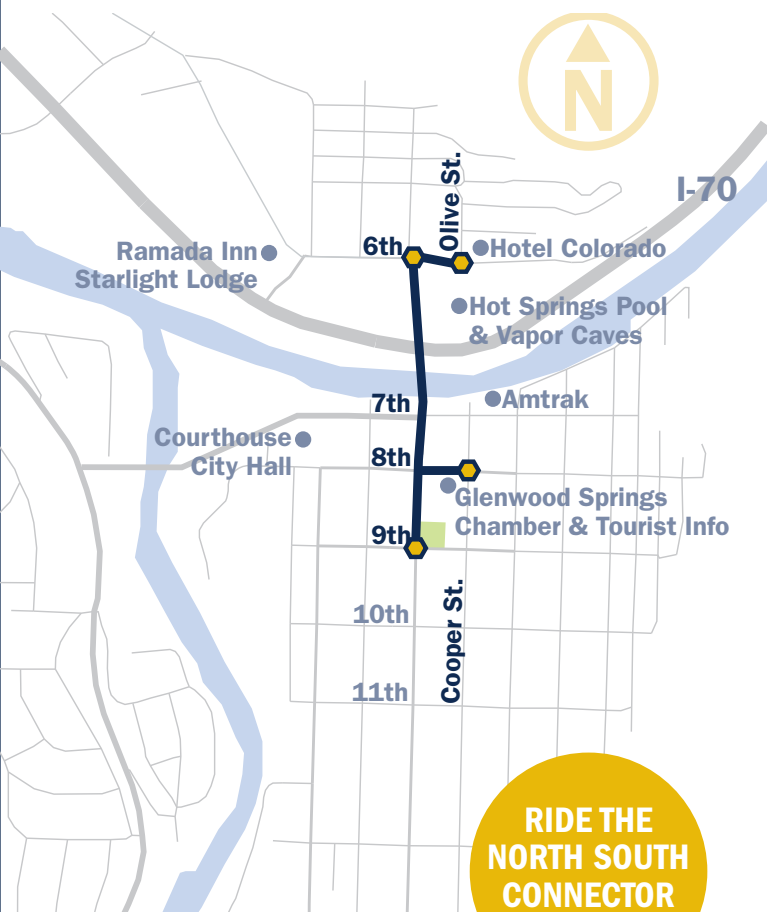 N
I-70
Olive St.
6th
Hotel Colorado
Ramada Inn
Starlight Lodge
Hot Springs Pool
& Vapor Caves
7th
Amtrak
Courthouse
City Hall
8th
Glenwood Springs
Chamber & Tourist Info
9th
Cooper St.
10th
11th
RIDE THE
NORTH SOUTH
CONNECTOR